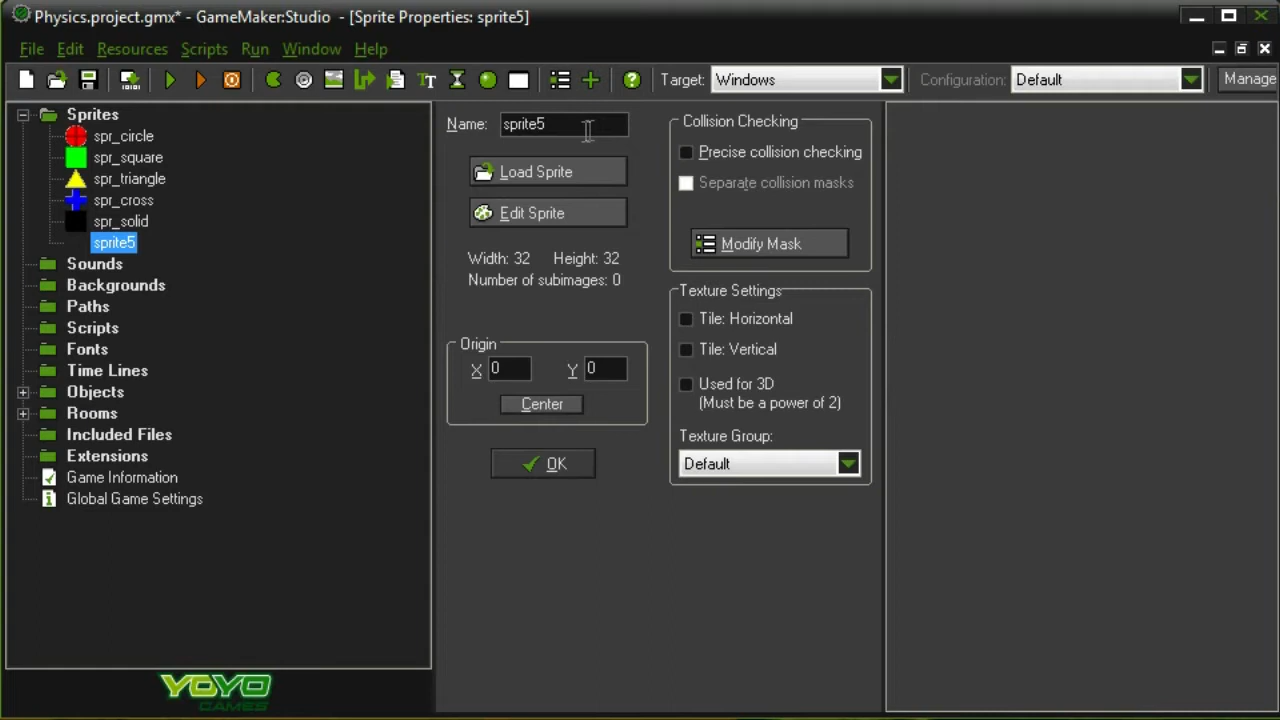 Physics.project.gmx* - GameMaker:Studio - [Sprite Properties: sprite5]
File Edit Resources Scripts Run Window Help
Target: Windows Configuration: Default Manage
Sprites
spr_circle
spr_square
spr_triangle
spr_cross
spr_solid
sprite5
Sounds
Backgrounds
Paths
Scripts
Fonts
Time Lines
Objects
Rooms
Included Files
Extensions
Game Information
Global Game Settings
YOYO
GAMES
Name: sprite5
Load Sprite
Edit Sprite
Width: 32 Height: 32
Number of subimages: 0
Origin
X 0 Y 0
Center
OK
Collision Checking
Precise collision checking
Separate collision masks
Modify Mask
Texture Settings
Tile: Horizontal
Tile: Vertical
Used for 3D
(Must be a power of 2)
Texture Group:
Default